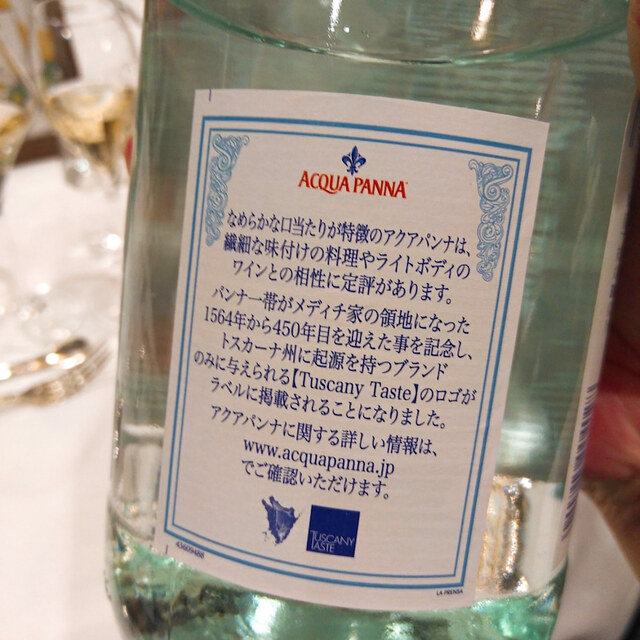 ACQUA PANNA
なめらかな口当たりが特徴のアクアパンナは、
繊細な味付けの料理やライトボディの
ワインとの相性に定評があります。
パンナ一帯がメディチ家の領地になった
1564年から450年目を迎えた事を記念し、
トスカーナ州に起源を持つブランド
のみに与えられる【Tuscany Taste】のロゴが
ラベルに掲載されることになりました。
アクアパンナに関する詳しい情報は、
www.acquapanna.jp
でご確認いただけます。
TUSCANY
TASTE
43609488
LA PRENSA